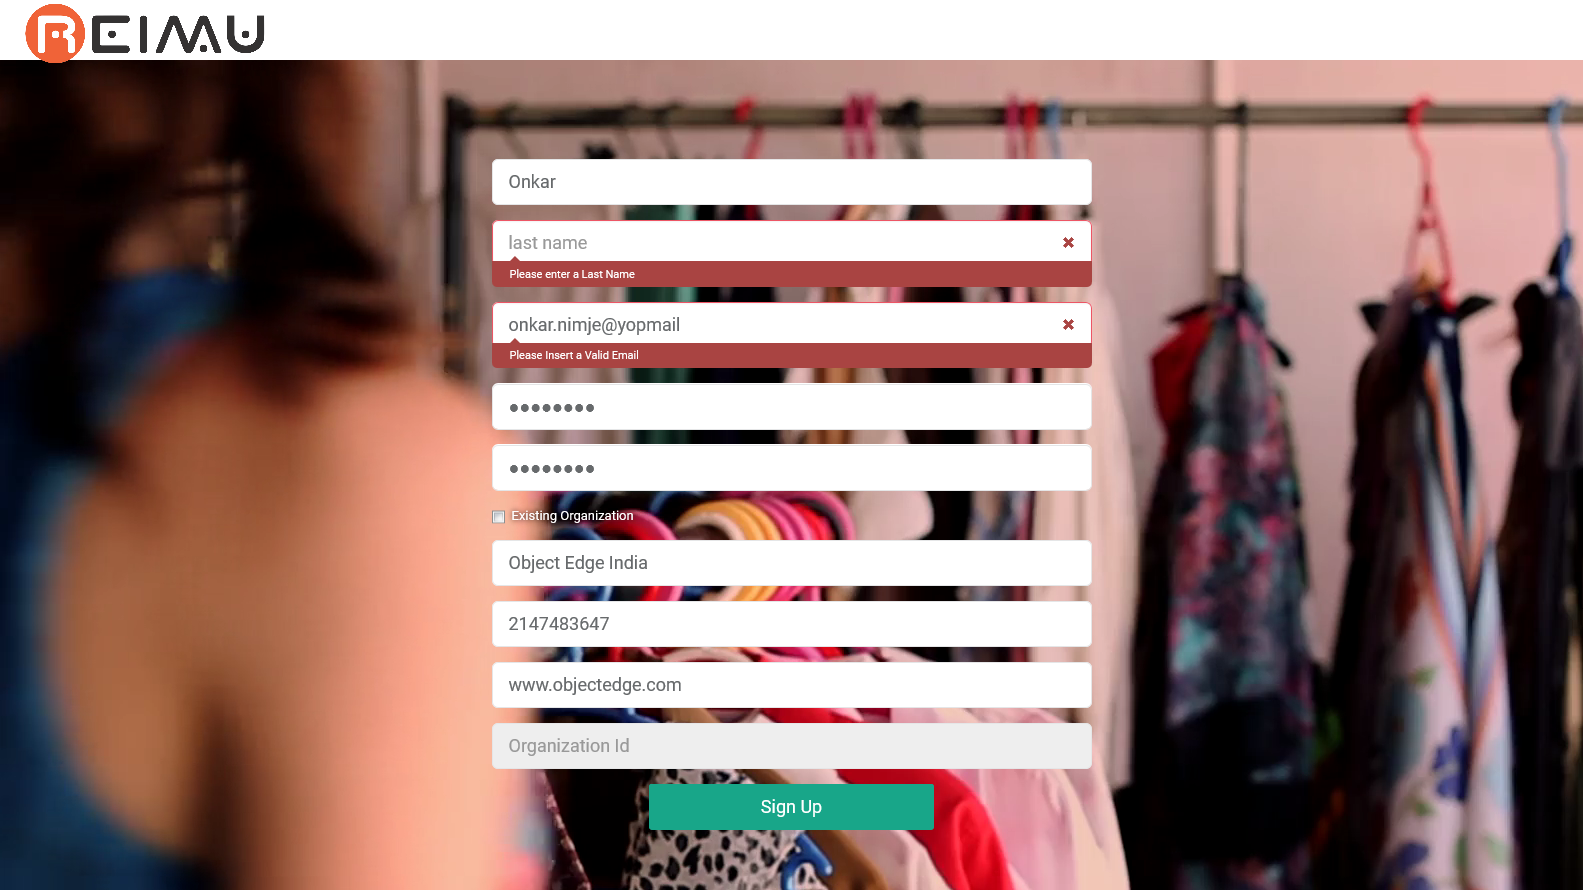 REIMU
Onkar
last name
Please enter a Last Name
onkar.nimje@yopmail
Please Insert a Valid Email
●●●●●●●●
●●●●●●●●
Existing Organization
Object Edge India
2147483647
www.objectedge.com
Organization Id
Sign Up